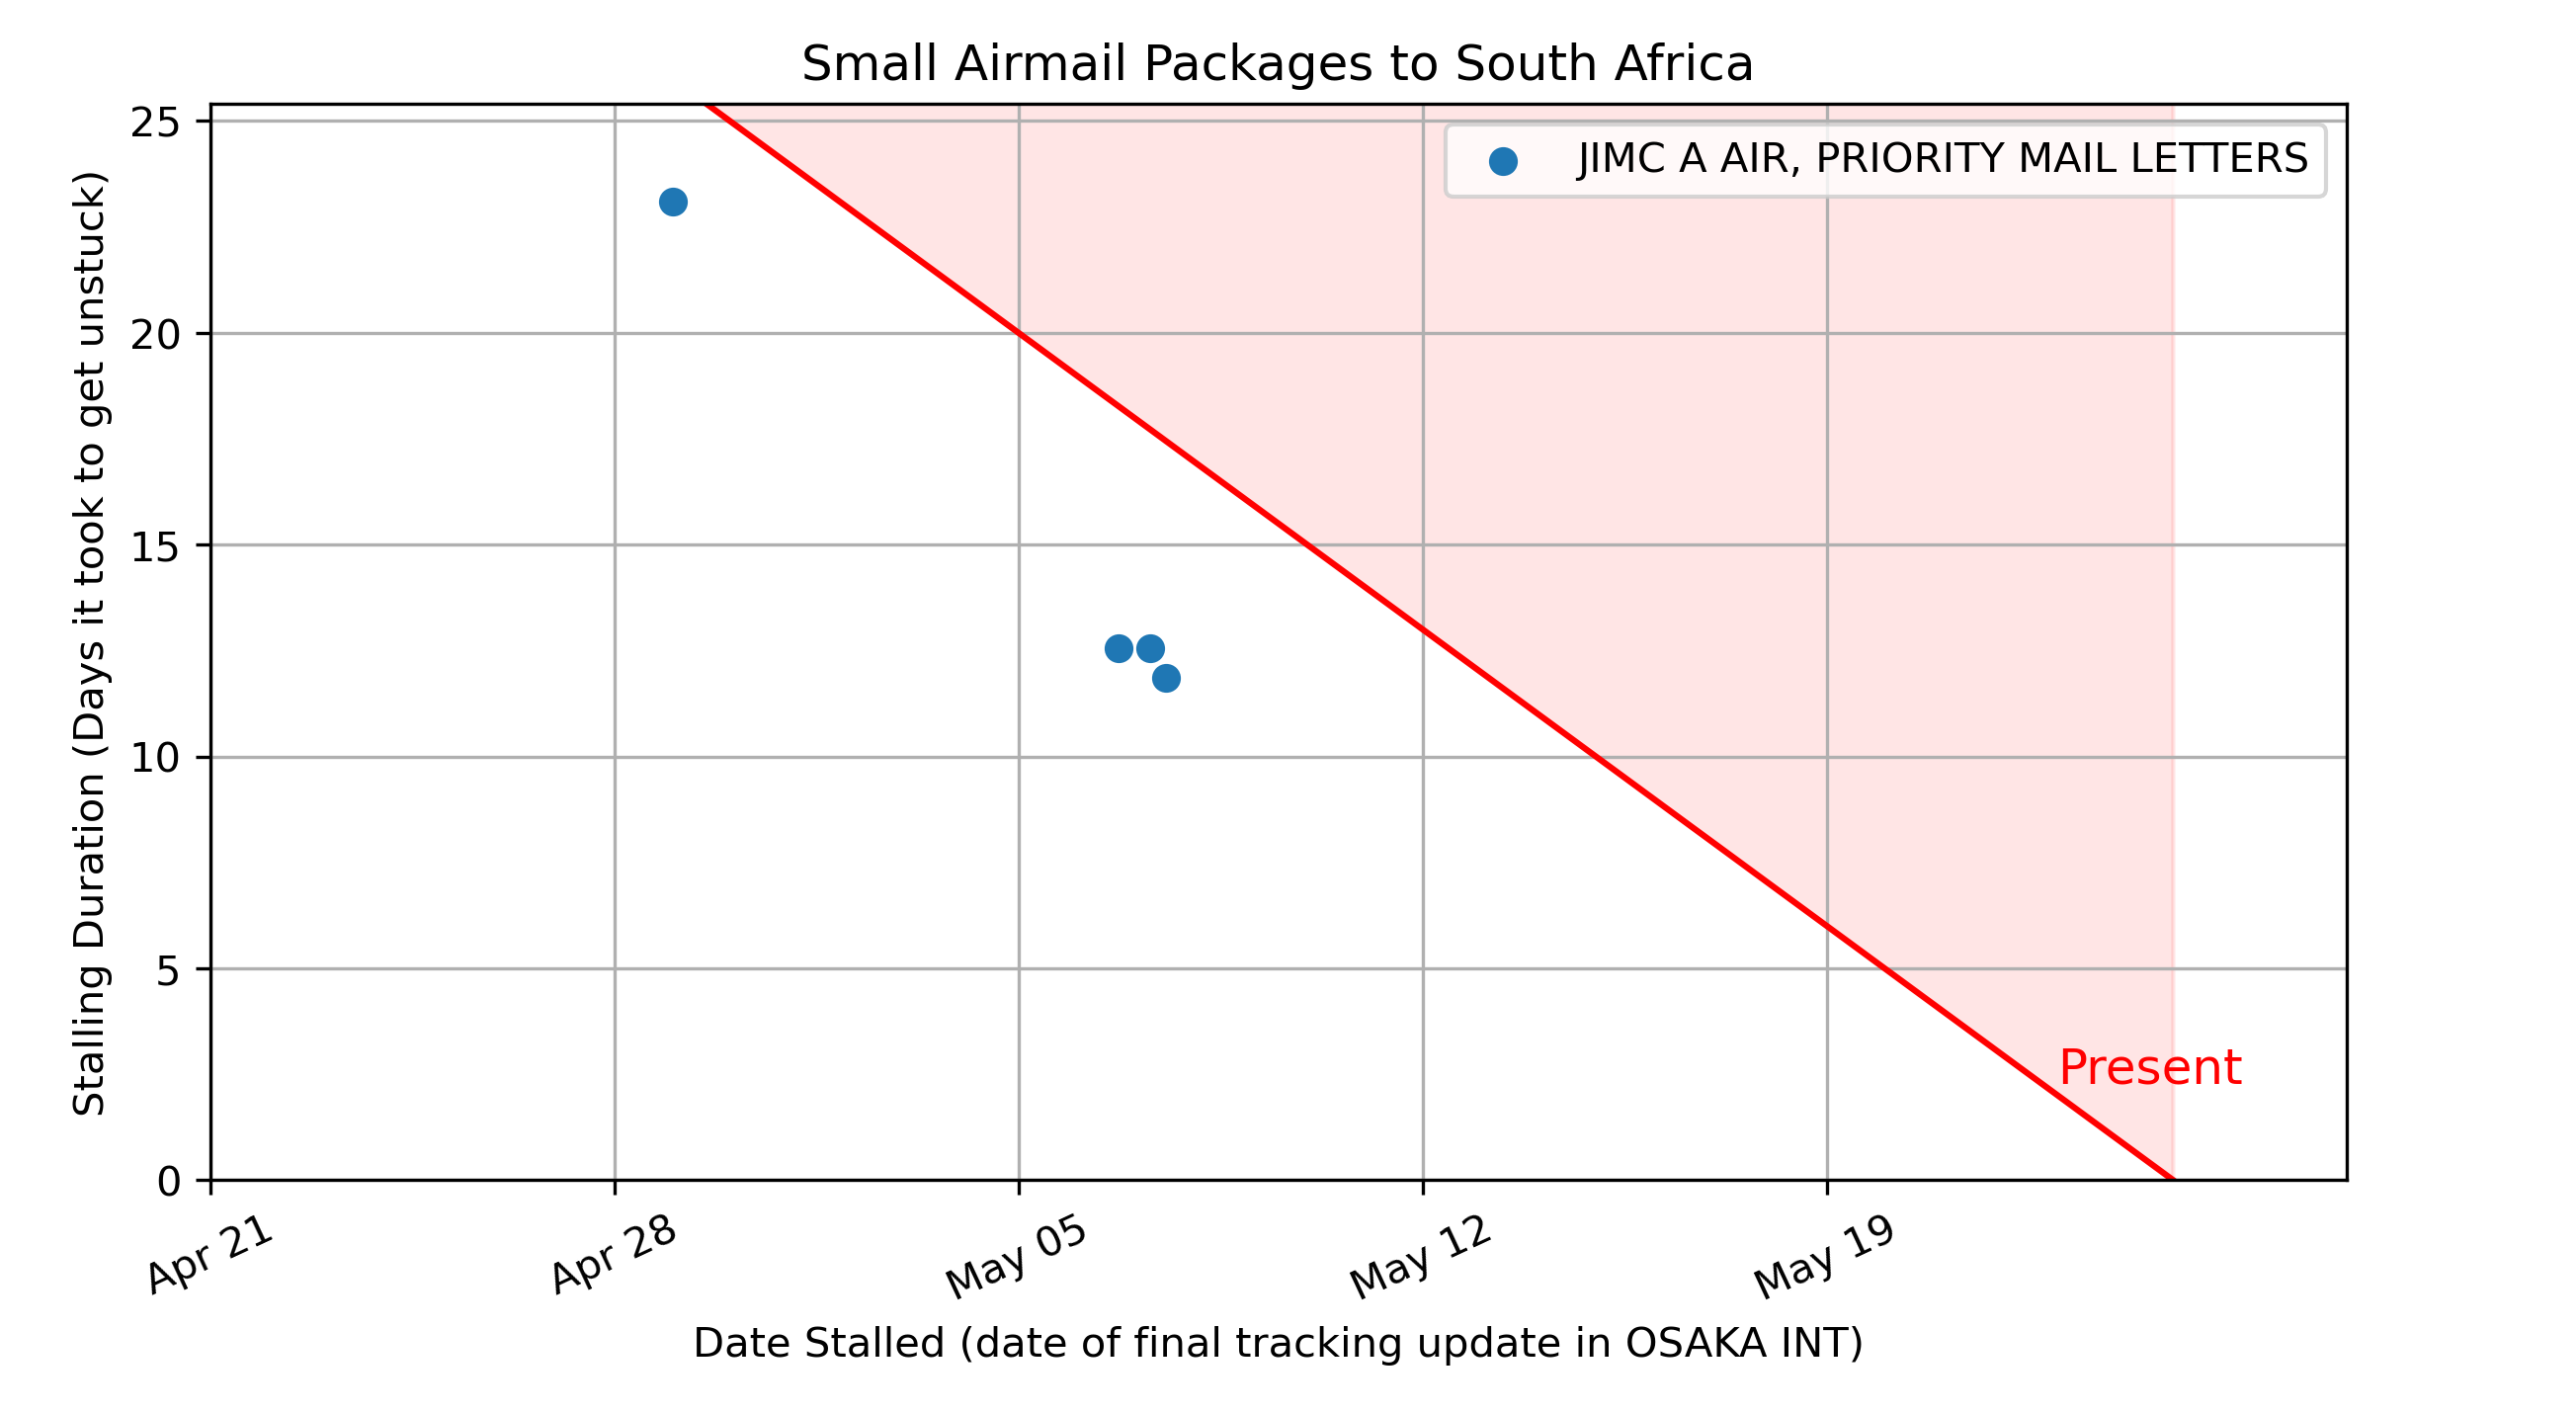 Small Airmail Packages to South Africa
JIMC A AIR, PRIORITY MAIL LETTERS
Stalling Duration (Days it took to get unstuck)
25
20
15
10
5
0
Present
Apr 21
Apr 28
May 05
May 12
May 19
Date Stalled (date of final tracking update in OSAKA INT)